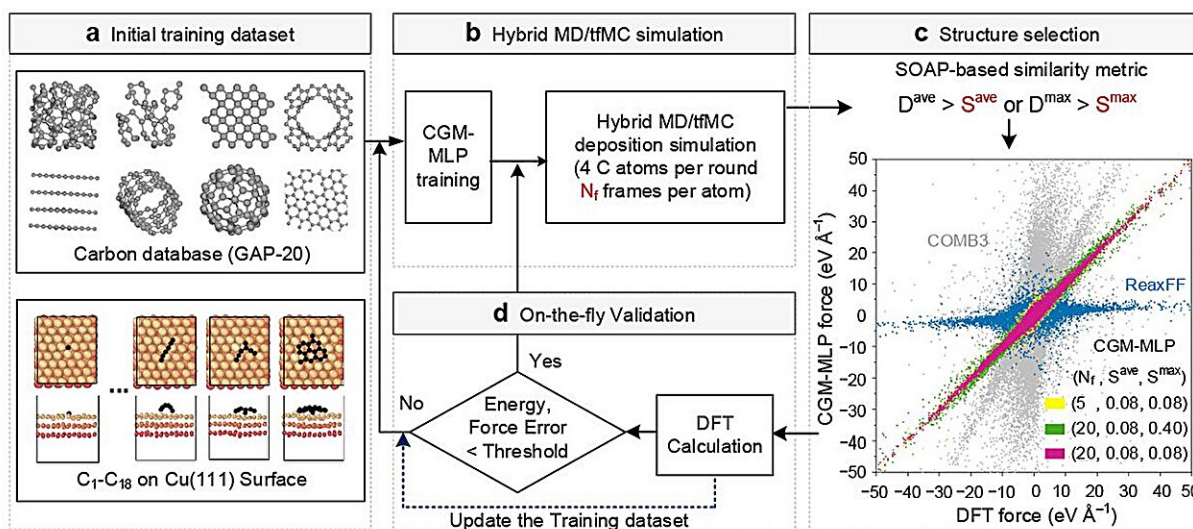 a Initial training dataset
Carbon database (GAP-20)
...
C₁-C₁₈ on Cu(111) Surface
b Hybrid MD/tfMC simulation
CGM-
MLP
training
Hybrid MD/tfMC
deposition simulation
(4 C atoms per round
N_f frames per atom)
c Structure selection
SOAP-based similarity metric
D^ave > S^ave or D^max > S^max
CGM-MLP force (eV Å⁻¹)
50
40
30
20
10
0
-10
-20
-30
-40
-50
COMB3
ReaxFF
CGM-MLP
(N_f, S^ave, S^max)
(5 , 0.08, 0.08)
(20, 0.08, 0.40)
(20, 0.08, 0.08)
-50 -40 -30 -20 -10 0 10 20 30 40 50
DFT force (eV Å⁻¹)
d On-the-fly Validation
Yes
No
Energy,
Force Error
< Threshold
DFT
Calculation
Update the Training dataset